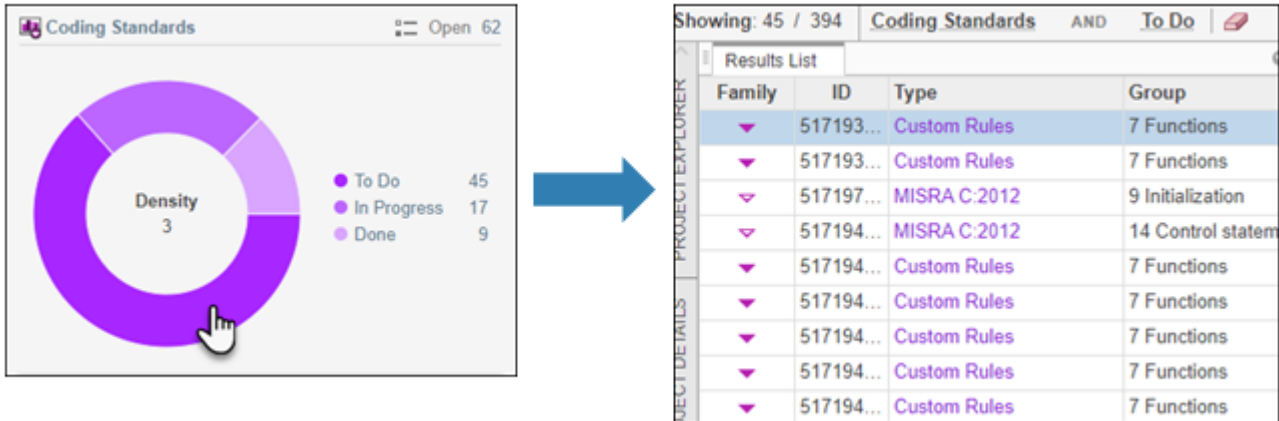 Coding Standards Open 62
Density
3
To Do 45
In Progress 17
Done 9
Showing: 45 / 394 Coding Standards AND To Do
Results List
PROJECT EXPLORER
Family ID Type Group
517193... Custom Rules 7 Functions
517193... Custom Rules 7 Functions
517197... MISRA C:2012 9 Initialization
517194... MISRA C:2012 14 Control statem
517194... Custom Rules 7 Functions
517194... Custom Rules 7 Functions
517194... Custom Rules 7 Functions
517194... Custom Rules 7 Functions
517194... Custom Rules 7 Functions
JECT DETAILS